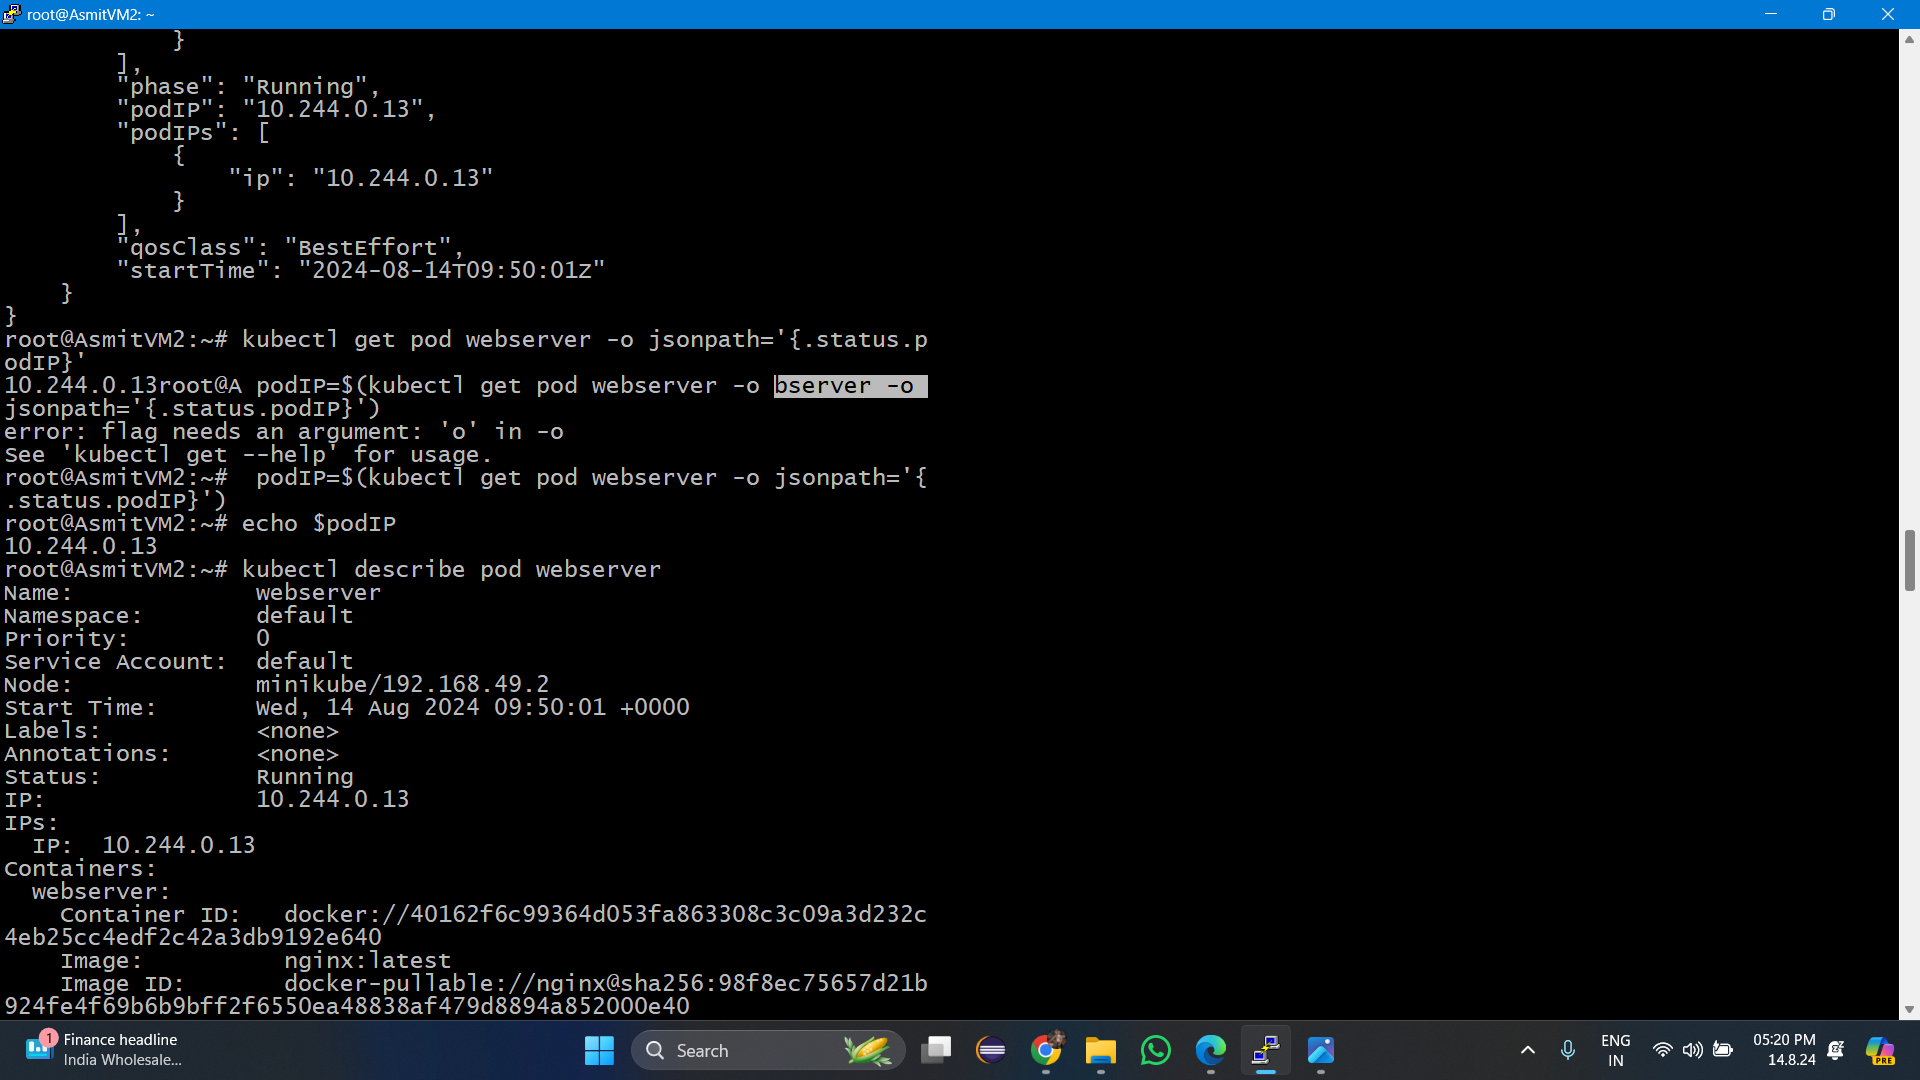 root@AsmitVM2: ~
}
],
"phase": "Running",
"podIP": "10.244.0.13",
"podIPs": [
{
"ip": "10.244.0.13"
}
],
"qosClass": "BestEffort",
"startTime": "2024-08-14T09:50:01Z"
}
}
root@AsmitVM2:~# kubectl get pod webserver -o jsonpath='{.status.p
odIP}'
10.244.0.13root@A podIP=$(kubectl get pod webserver -o bserver -o
jsonpath='{.status.podIP}')
error: flag needs an argument: 'o' in -o
See 'kubectl get --help' for usage.
root@AsmitVM2:~#  podIP=$(kubectl get pod webserver -o jsonpath='{
.status.podIP}')
root@AsmitVM2:~# echo $podIP
10.244.0.13
root@AsmitVM2:~# kubectl describe pod webserver
Name:             webserver
Namespace:        default
Priority:         0
Service Account:  default
Node:             minikube/192.168.49.2
Start Time:       Wed, 14 Aug 2024 09:50:01 +0000
Labels:           <none>
Annotations:      <none>
Status:           Running
IP:               10.244.0.13
IPs:
IP:  10.244.0.13
Containers:
webserver:
Container ID:   docker://40162f6c99364d053fa863308c3c09a3d232c
4eb25cc4edf2c42a3db9192e640
Image:          nginx:latest
Image ID:       docker-pullable://nginx@sha256:98f8ec75657d21b
924fe4f69b6b9bff2f6550ea48838af479d8894a852000e40
1
Finance headline
India Wholesale...
Search
ENG
IN
05:20 PM
14.8.24
PRE